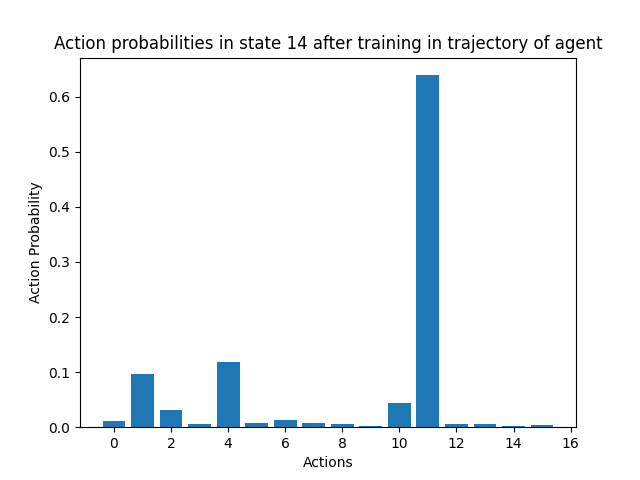 Action probabilities in state 14 after training in trajectory of agent
0.6
0.5
0.4
0.3
0.2
0.1
0.0
Action Probability
0 2 4 6 8 10 12 14 16
Actions